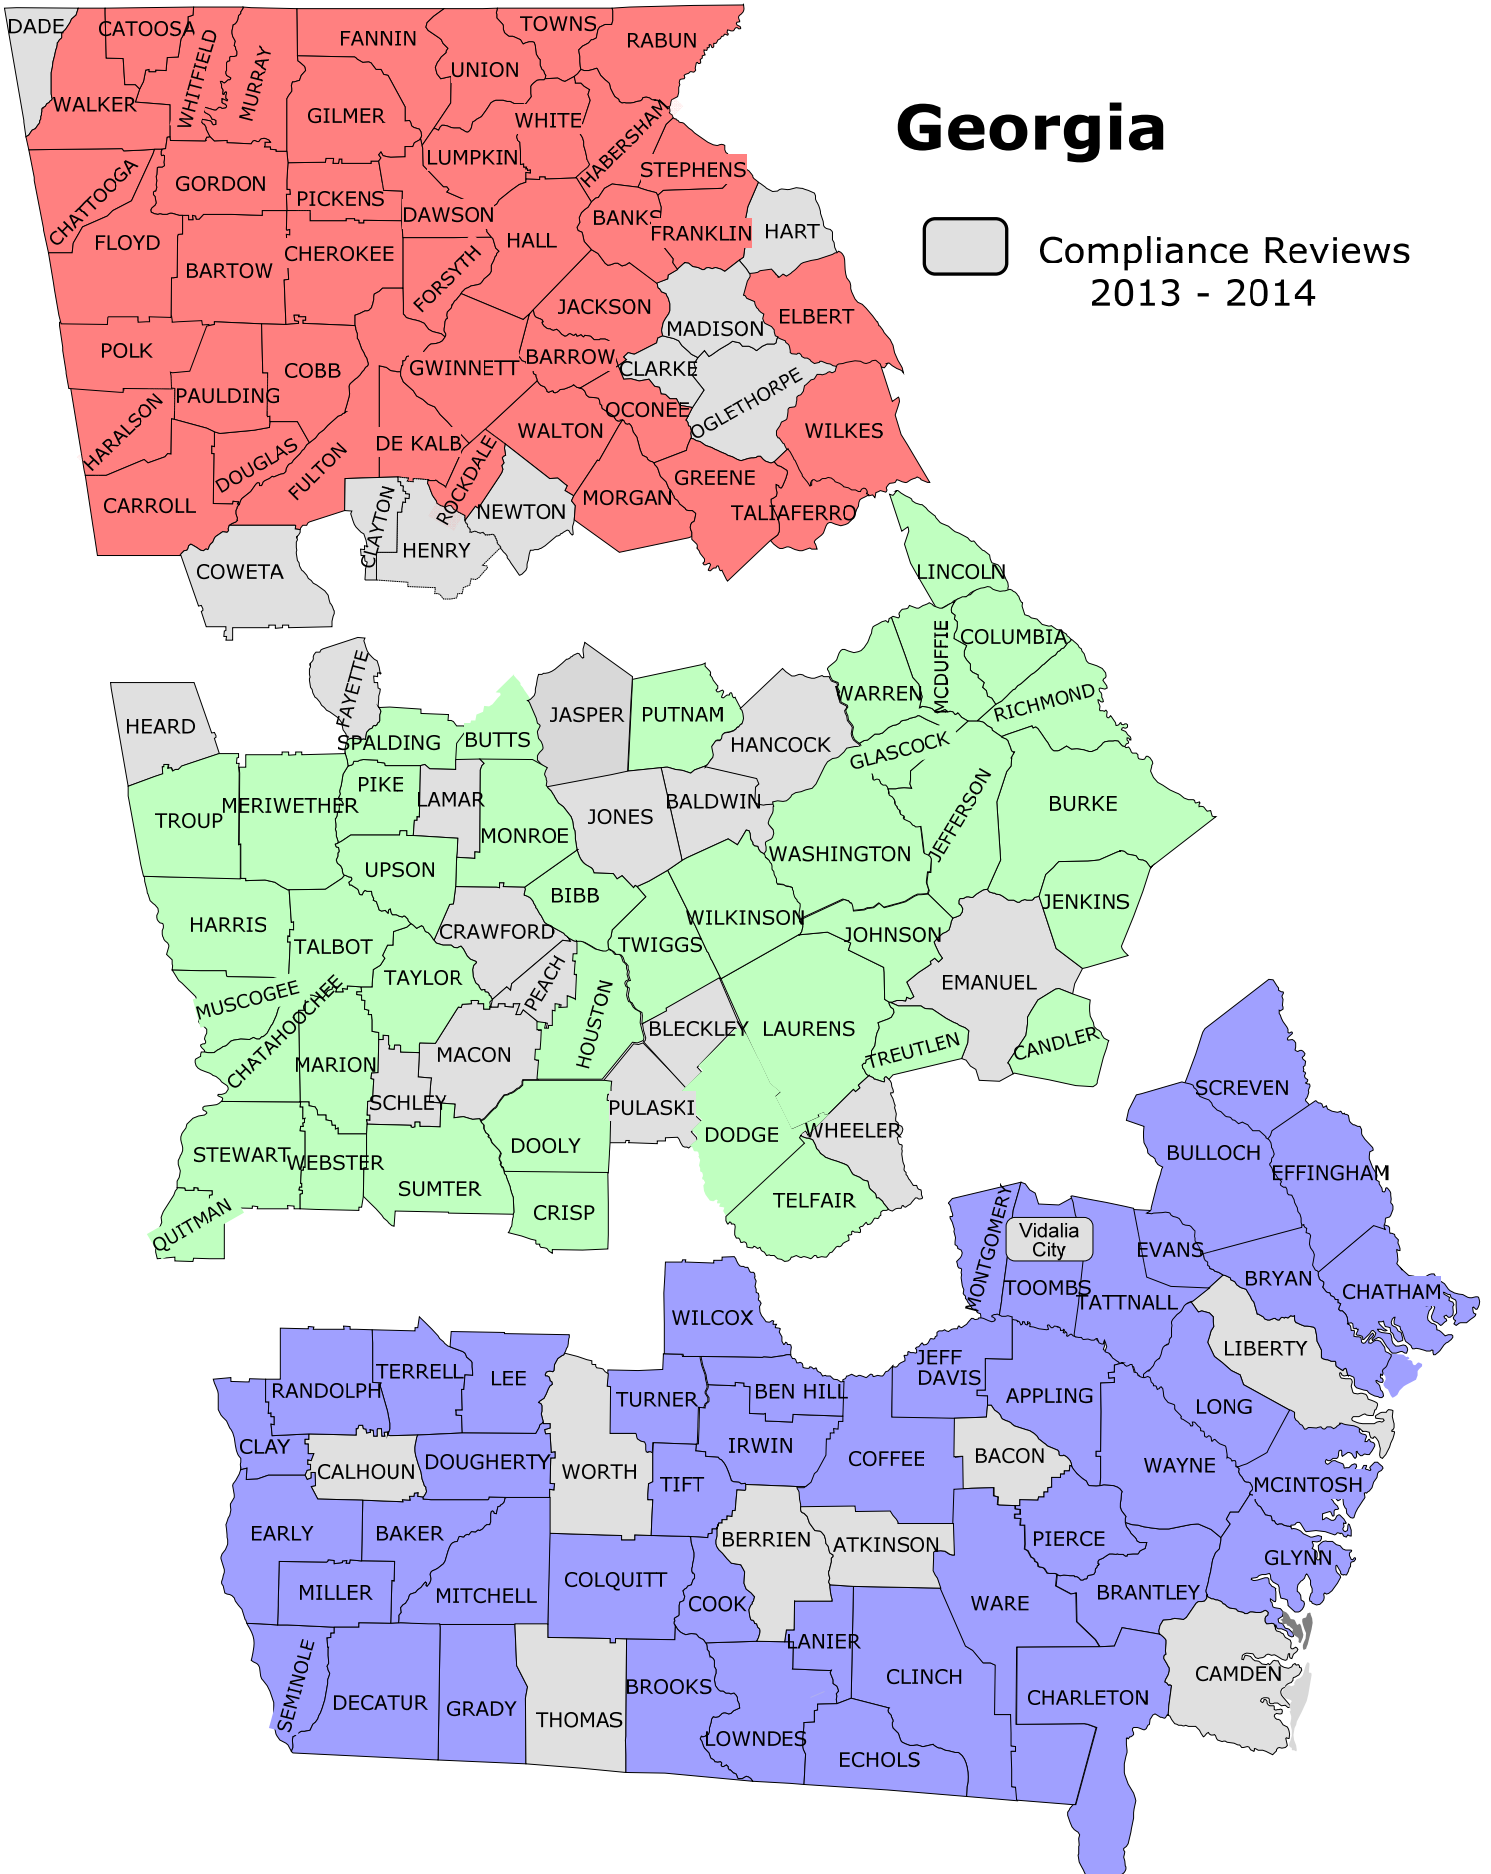 Georgia
Compliance Reviews
2013 - 2014
DADE
CATOOSA
WALKER
WHITFIELD
MURRAY
FANNIN
UNION
TOWNS
RABUN
GILMER
LUMPKIN
WHITE
HABERSHAM
STEPHENS
CHATTOOGA
GORDON
PICKENS
DAWSON
HALL
BANKS
FRANKLIN
HART
FLOYD
BARTOW
CHEROKEE
FORSYTH
JACKSON
MADISON
ELBERT
POLK
PAULDING
COBB
GWINNETT
BARROW
CLARKE
OGLETHORPE
HARALSON
DOUGLAS
FULTON
DE KALB
ROCKDALE
WALTON
OCONEE
WILKES
CARROLL
CLAYTON
HENRY
NEWTON
MORGAN
GREENE
TALIAFERRO
COWETA
LINCOLN
COLUMBIA
MCDUFFIE
WARREN
RICHMOND
HEARD
FAYETTE
SPALDING
BUTTS
JASPER
PUTNAM
HANCOCK
GLASCOCK
TROUP
MERIWETHER
PIKE
LAMAR
MONROE
JONES
BALDWIN
WASHINGTON
JEFFERSON
BURKE
UPSON
BIBB
WILKINSON
JENKINS
HARRIS
TALBOT
CRAWFORD
TWIGGS
JOHNSON
EMANUEL
MUSCOGEE
CHATAHOOCHEE
TAYLOR
PEACH
HOUSTON
BLECKLEY
LAURENS
TREUTLEN
CANDLER
MARION
SCHLEY
MACON
PULASKI
DODGE
WHEELER
STEWART
WEBSTER
SUMTER
DOOLY
CRISP
TELFAIR
QUITMAN
SCREVEN
BULLOCH
EFFINGHAM
MONTGOMERY
Vidalia
City
TOOMBS
TATTNALL
EVANS
BRYAN
CHATHAM
WILCOX
LIBERTY
RANDOLPH
TERRELL
LEE
TURNER
BEN HILL
JEFF
DAVIS
APPLING
LONG
CLAY
CALHOUN
DOUGHERTY
WORTH
TIFT
IRWIN
COFFEE
BACON
WAYNE
MCINTOSH
EARLY
BAKER
MITCHELL
BERRIEN
ATKINSON
PIERCE
GLYNN
MILLER
COLQUITT
COOK
LANIER
WARE
BRANTLEY
SEMINOLE
DECATUR
GRADY
THOMAS
BROOKS
LOWNDES
CLINCH
ECHOLS
CHARLETON
CAMDEN